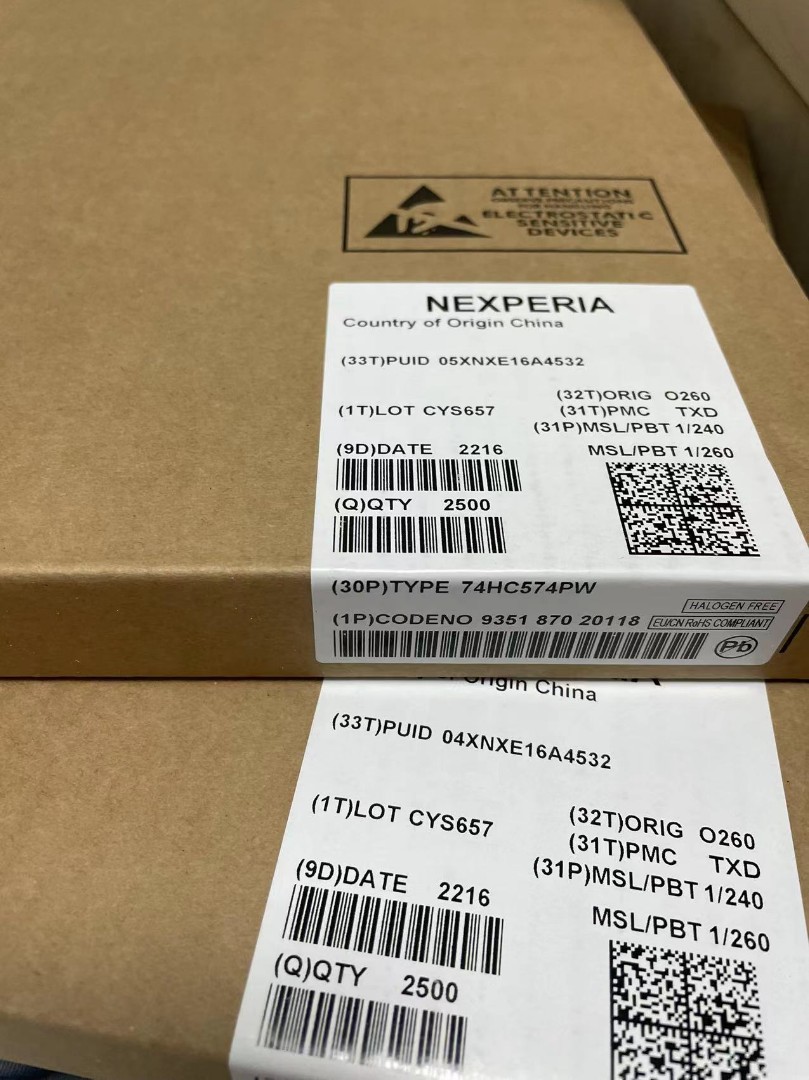 ATTENTION
ELECTROSTATIC
SENSITIVE
DEVICES
NEXPERIA
Country of Origin China
(33T)PUID 05XNXE16A4532
(32T)ORIG O260
(1T)LOT CYS657
(31T)PMC TXD
(31P)MSL/PBT 1/240
(9D)DATE 2216
MSL/PBT 1/260
(Q)QTY 2500
(30P)TYPE 74HC574PW
HALOGEN FREE
(1P)CODENO 9351 870 20118
EU/CN RoHS COMPLIANT
Pb
Origin China
(33T)PUID 04XNXE16A4532
(1T)LOT CYS657
(32T)ORIG O260
(31T)PMC TXD
(31P)MSL/PBT 1/240
(9D)DATE 2216
MSL/PBT 1/260
(Q)QTY 2500